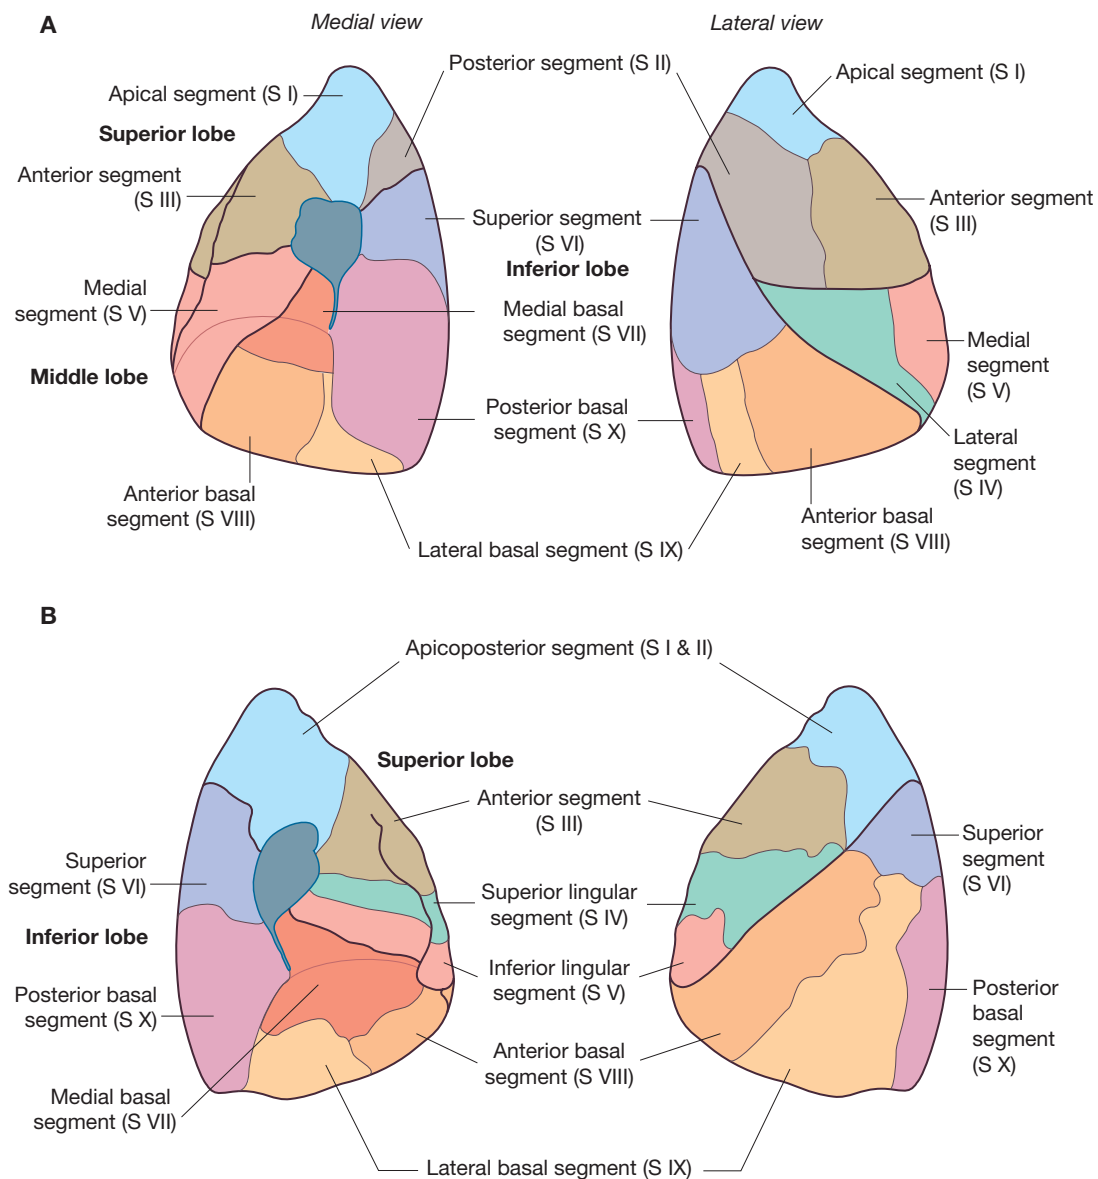 A
Medial view
Lateral view
Posterior segment (S II)
Apical segment (S I)
Apical segment (S I)
Superior lobe
Anterior segment
(S III)
Anterior segment
(S III)
Superior segment
(S VI)
Inferior lobe
Medial
segment (S V)
Medial basal
segment (S VII)
Medial
segment
(S V)
Middle lobe
Posterior basal
segment (S X)
Lateral
segment
(S IV)
Anterior basal
segment (S VIII)
Anterior basal
segment (S VIII)
Lateral basal segment (S IX)
B
Apicoposterior segment (S I & II)
Superior lobe
Anterior segment
(S III)
Superior
segment (S VI)
Superior
segment
(S VI)
Superior lingular
segment (S IV)
Inferior lobe
Inferior lingular
segment (S V)
Posterior basal
segment (S X)
Posterior
basal
segment
(S X)
Anterior basal
segment (S VIII)
Medial basal
segment (S VII)
Lateral basal segment (S IX)